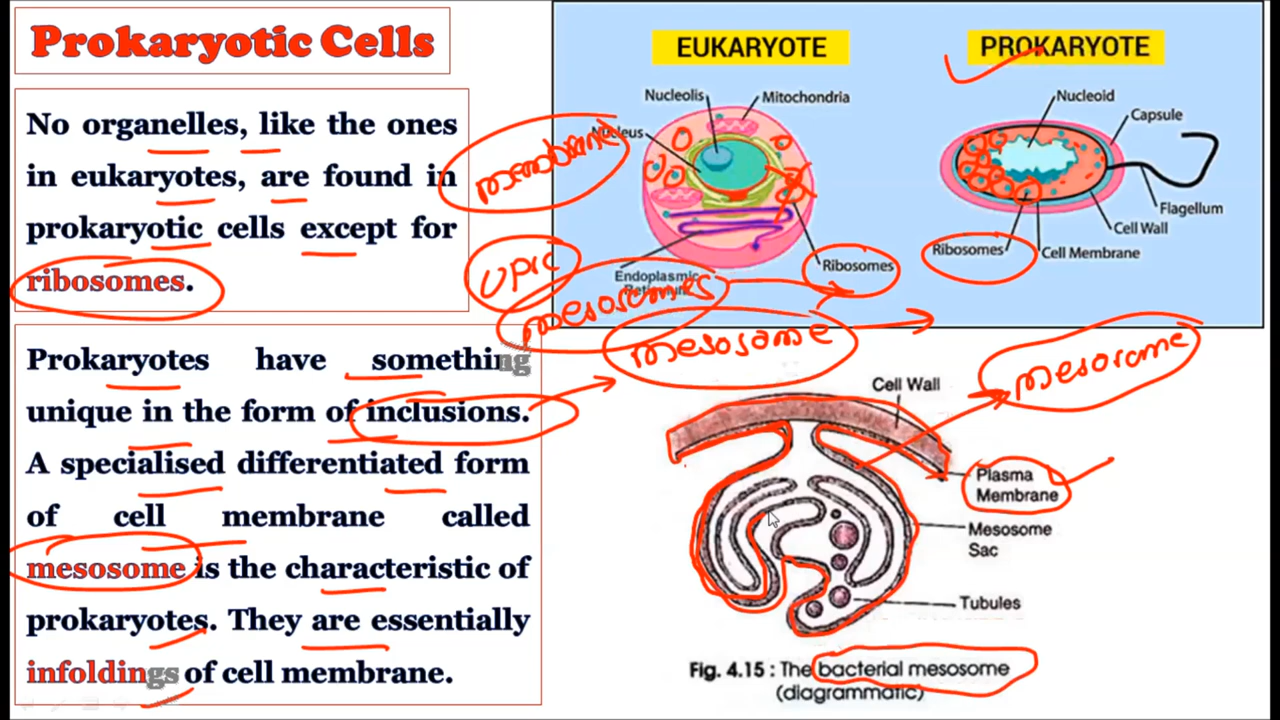 Prokaryotic Cells
No organelles, like the ones
in eukaryotes, are found in
prokaryotic cells except for
ribosomes.
Prokaryotes have something
unique in the form of inclusions.
A specialised differentiated form
of cell membrane called
mesosome is the characteristic of
prokaryotes. They are essentially
infoldings of cell membrane.
EUKARYOTE
Nucleolis
Mitochondria
Nucleus
Endoplasmic
Ribosomes
membrane
mesosomes
mesosome
PROKARYOTE
Nucleoid
Capsule
Flagellum
Cell Wall
Cell Membrane
Ribosomes
mesosome
Cell Wall
Plasma
Membrane
Mesosome
Sac
Tubules
Fig. 4.15 : The bacterial mesosome
(diagrammatic)